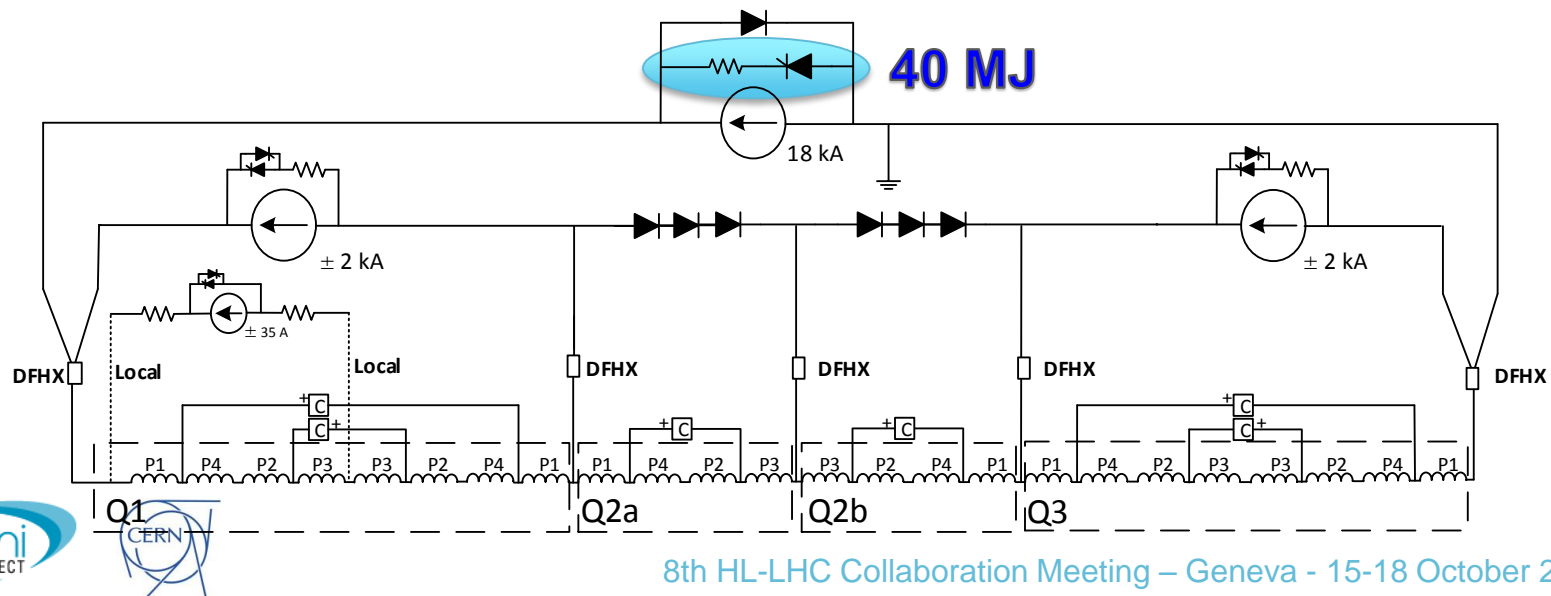 40 MJ
18 kA
± 2 kA
± 2 kA
± 35 A
DFHX
Local
Local
DFHX
DFHX
DFHX
DFHX
+ C
+ C
C +
+ C
+ C
+ C
C +
P1 P4 P2 P3 P3 P2 P4 P1 P1 P4 P2 P3 P3 P2 P4 P1 P1 P4 P2 P3 P3 P2 P4 P1
Q1 Q2a Q2b Q3
CERN
8th HL-LHC Collaboration Meeting – Geneva - 15-18 October 2